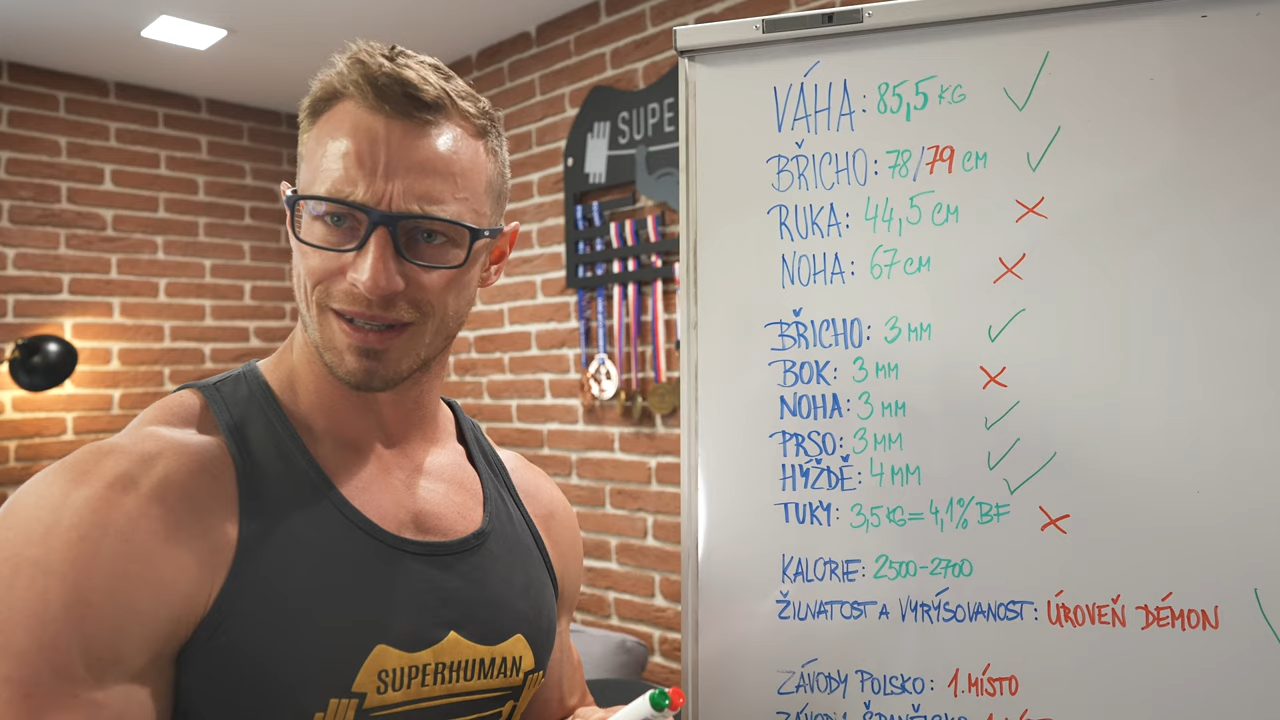 SUPE
VÁHA: 85,5 KG
BŘICHO: 78/79 CM
RUKA: 44,5 CM
NOHA: 67 CM
BŘICHO: 3 MM
BOK: 3 MM
NOHA: 3 MM
PRSO: 3 MM
HÝŽDĚ: 4 MM
TUKY: 3,5 KG = 4,1% BF
KALORIE: 2500-2700
ŽILNATOST A VYRÝSOVANOST: ÚROVEŇ DÉMON
ZÁVODY POLSKO: 1. MÍSTO
ZÁVODY
SUPERHUMAN